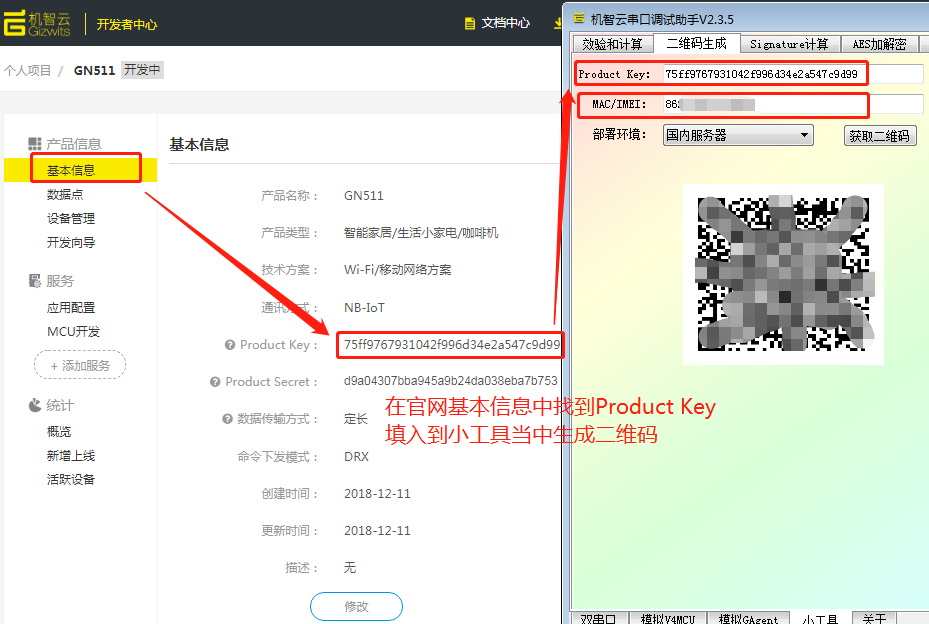 机智云
Gizwits
开发者中心
文档中心
个人项目 / GN511 开发中
产品信息
基本信息
数据点
设备管理
开发向导
服务
应用配置
MCU开发
+ 添加服务
统计
概览
新增上线
活跃设备
基本信息
产品名称： GN511
产品类型： 智能家居/生活小家电/咖啡机
技术方案： Wi-Fi/移动网络方案
通讯方式： NB-IoT
Product Key： 75ff9767931042f996d34e2a547c9d99
Product Secret： d9a04307bba945a9b24da038eba7b753
数据传输方式： 定长
命令下发模式： DRX
创建时间： 2018-12-11
更新时间： 2018-12-11
描述： 无
修改
在官网基本信息中找到Product Key
填入到小工具当中生成二维码
机智云串口调试助手V2.3.5
效验和计算 二维码生成 Signature计算 AES加解密
Product Key: 75ff9767931042f996d34e2a547c9d99
MAC/IMEI: 86
部署环境: 国内服务器 获取二维码
双串口 模拟V4MCU 模拟GAgent 小工具 关于